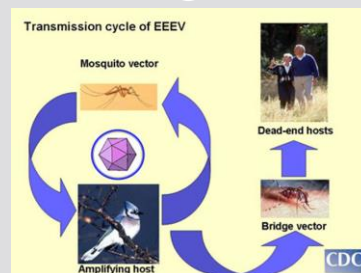 Transmission cycle of EEEV
Mosquito vector
Dead-end hosts
Bridge vector
Amplifying host
CDC